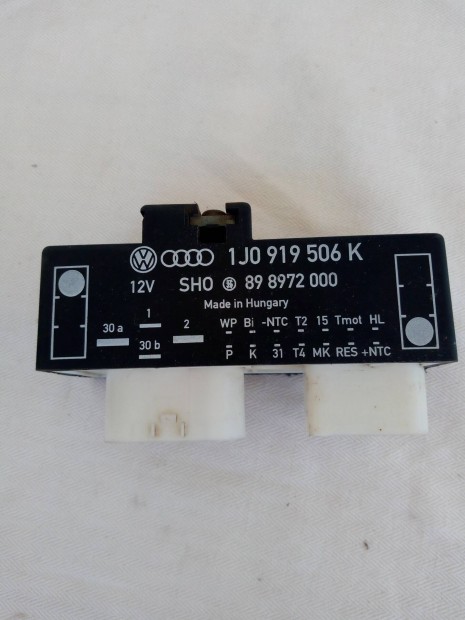 1J0 919 506 K
12V SHO 89 8972 000
Made in Hungary
1 2 WP Bi -NTC T2 15 Tmot HL
30 a
30 b P K 31 T4 MK RES +NTC